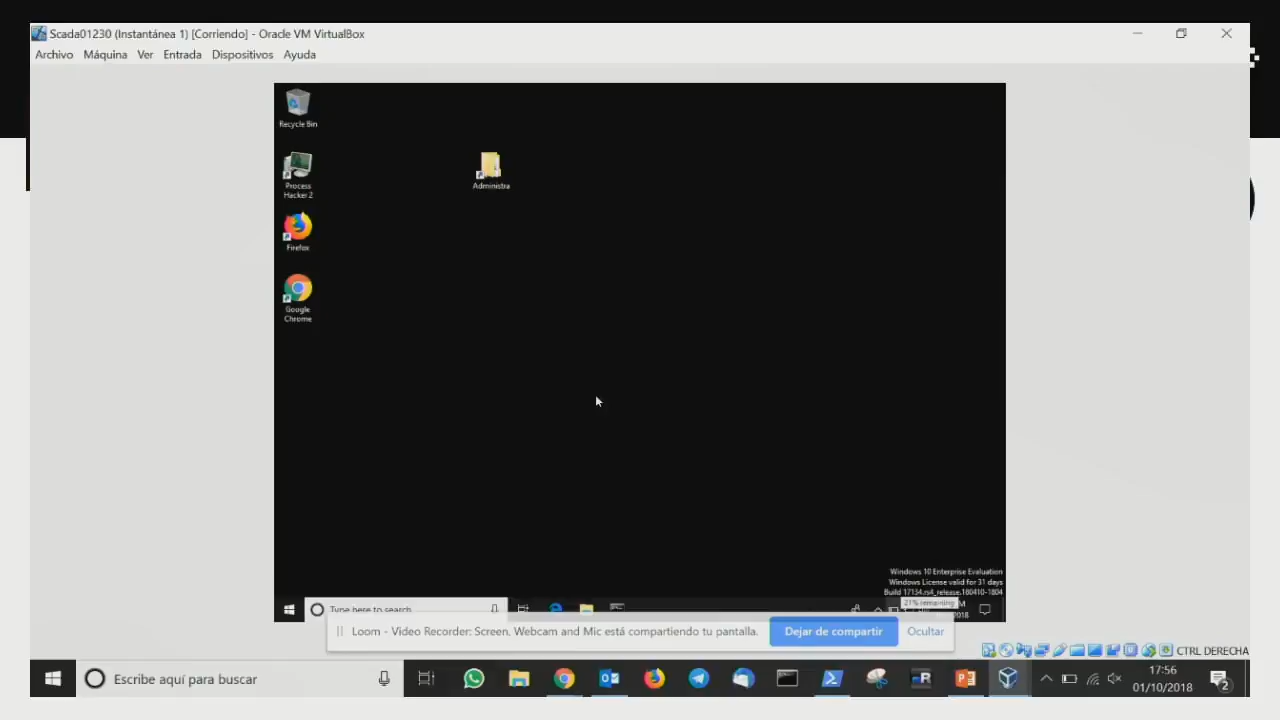 Scada01230 (Instantánea 1) [Corriendo] - Oracle VM VirtualBox
Archivo Máquina Ver Entrada Dispositivos Ayuda
Recycle Bin
Administra
Process
Hacker 2
Firefox
Google
Chrome
Windows 10 Enterprise Evaluation
Windows License valid for 31 days
Build 17134.rs4_release.180410-1804
21% remaining
Type here to search
Loom - Video Recorder: Screen, Webcam and Mic está compartiendo tu pantalla.
Dejar de compartir
Ocultar
CTRL DERECHA
Escribe aquí para buscar
17:56
01/10/2018
2